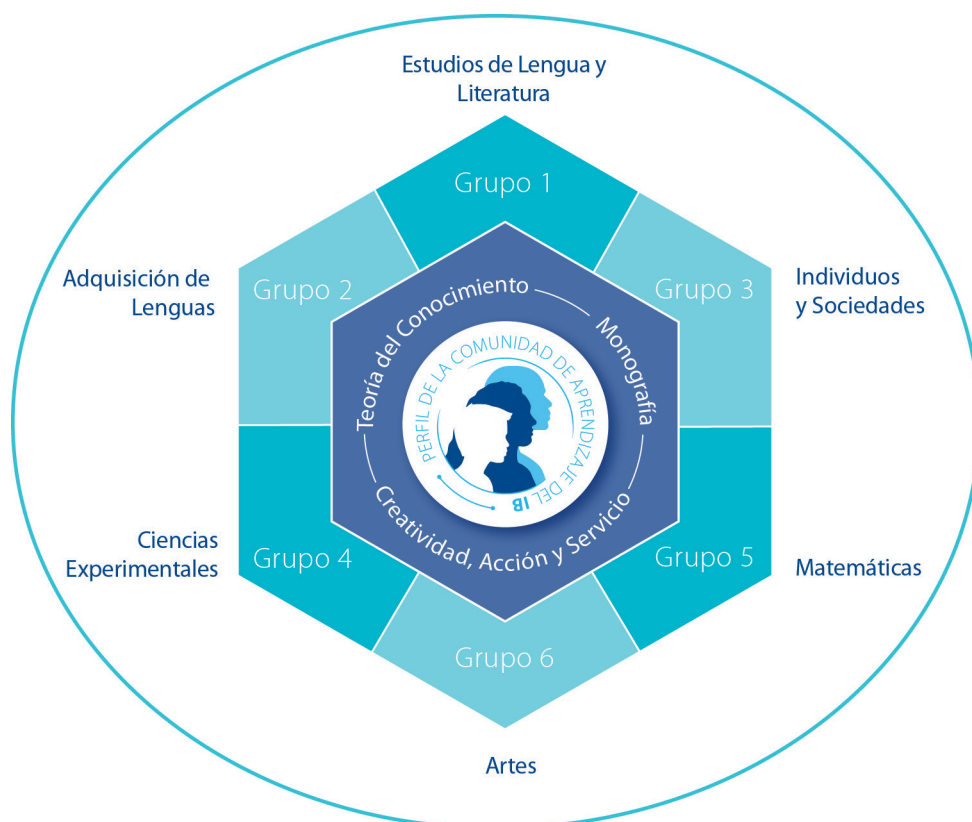 Estudios de Lengua y
Literatura
Grupo 1
Adquisición de
Lenguas
Grupo 2
Grupo 3
Individuos
y Sociedades
Teoría del Conocimiento
Monografía
PERFIL DE LA COMUNIDAD DE APRENDIZAJE DEL IB
Creatividad, Acción y Servicio
Ciencias
Experimentales
Grupo 4
Grupo 5
Matemáticas
Grupo 6
Artes